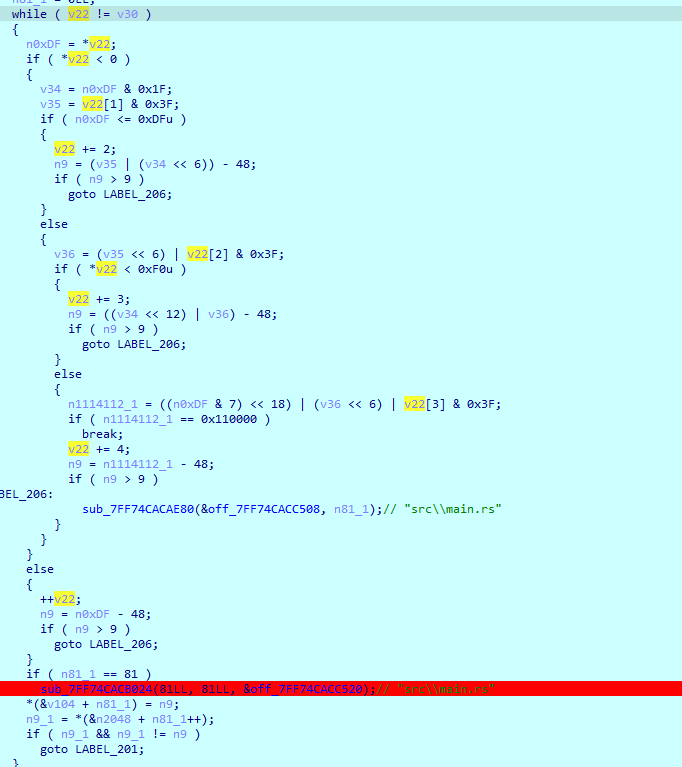 while ( v22 != v30 )
{
n0xDF = *v22;
if ( *v22 < 0 )
{
v34 = n0xDF & 0x1F;
v35 = v22[1] & 0x3F;
if ( n0xDF <= 0xDFu )
{
v22 += 2;
n9 = (v35 | (v34 << 6)) - 48;
if ( n9 > 9 )
goto LABEL_206;
}
else
{
v36 = (v35 << 6) | v22[2] & 0x3F;
if ( *v22 < 0xF0u )
{
v22 += 3;
n9 = ((v34 << 12) | v36) - 48;
if ( n9 > 9 )
goto LABEL_206;
}
else
{
n1114112_1 = ((n0xDF & 7) << 18) | (v36 << 6) | v22[3] & 0x3F;
if ( n1114112_1 == 0x110000 )
break;
v22 += 4;
n9 = n1114112_1 - 48;
if ( n9 > 9 )
BEL_206:
sub_7FF74CACAE80(&off_7FF74CACC508, n81_1);// "src\\main.rs"
}
}
}
else
{
++v22;
n9 = n0xDF - 48;
if ( n9 > 9 )
goto LABEL_206;
}
if ( n81_1 == 81 )
sub_7FF74CACB024(81LL, 81LL, &off_7FF74CACC520);// "src\\main.rs"
*(&v104 + n81_1) = n9;
n9_1 = *(&n2048 + n81_1++);
if ( n9_1 && n9_1 != n9 )
goto LABEL_201;
}